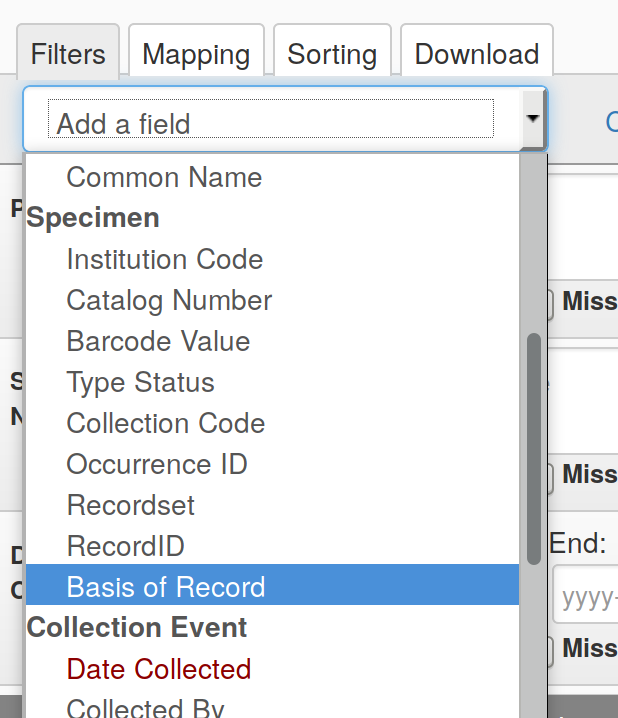 Filters Mapping Sorting Download
Add a field
Common Name
Specimen
Institution Code
Catalog Number
Miss
Barcode Value
Type Status
Collection Code
Occurrence ID
Miss
Recordset
RecordID
End:
Basis of Record
yyyy-
Collection Event
Miss
Date Collected
Collected By